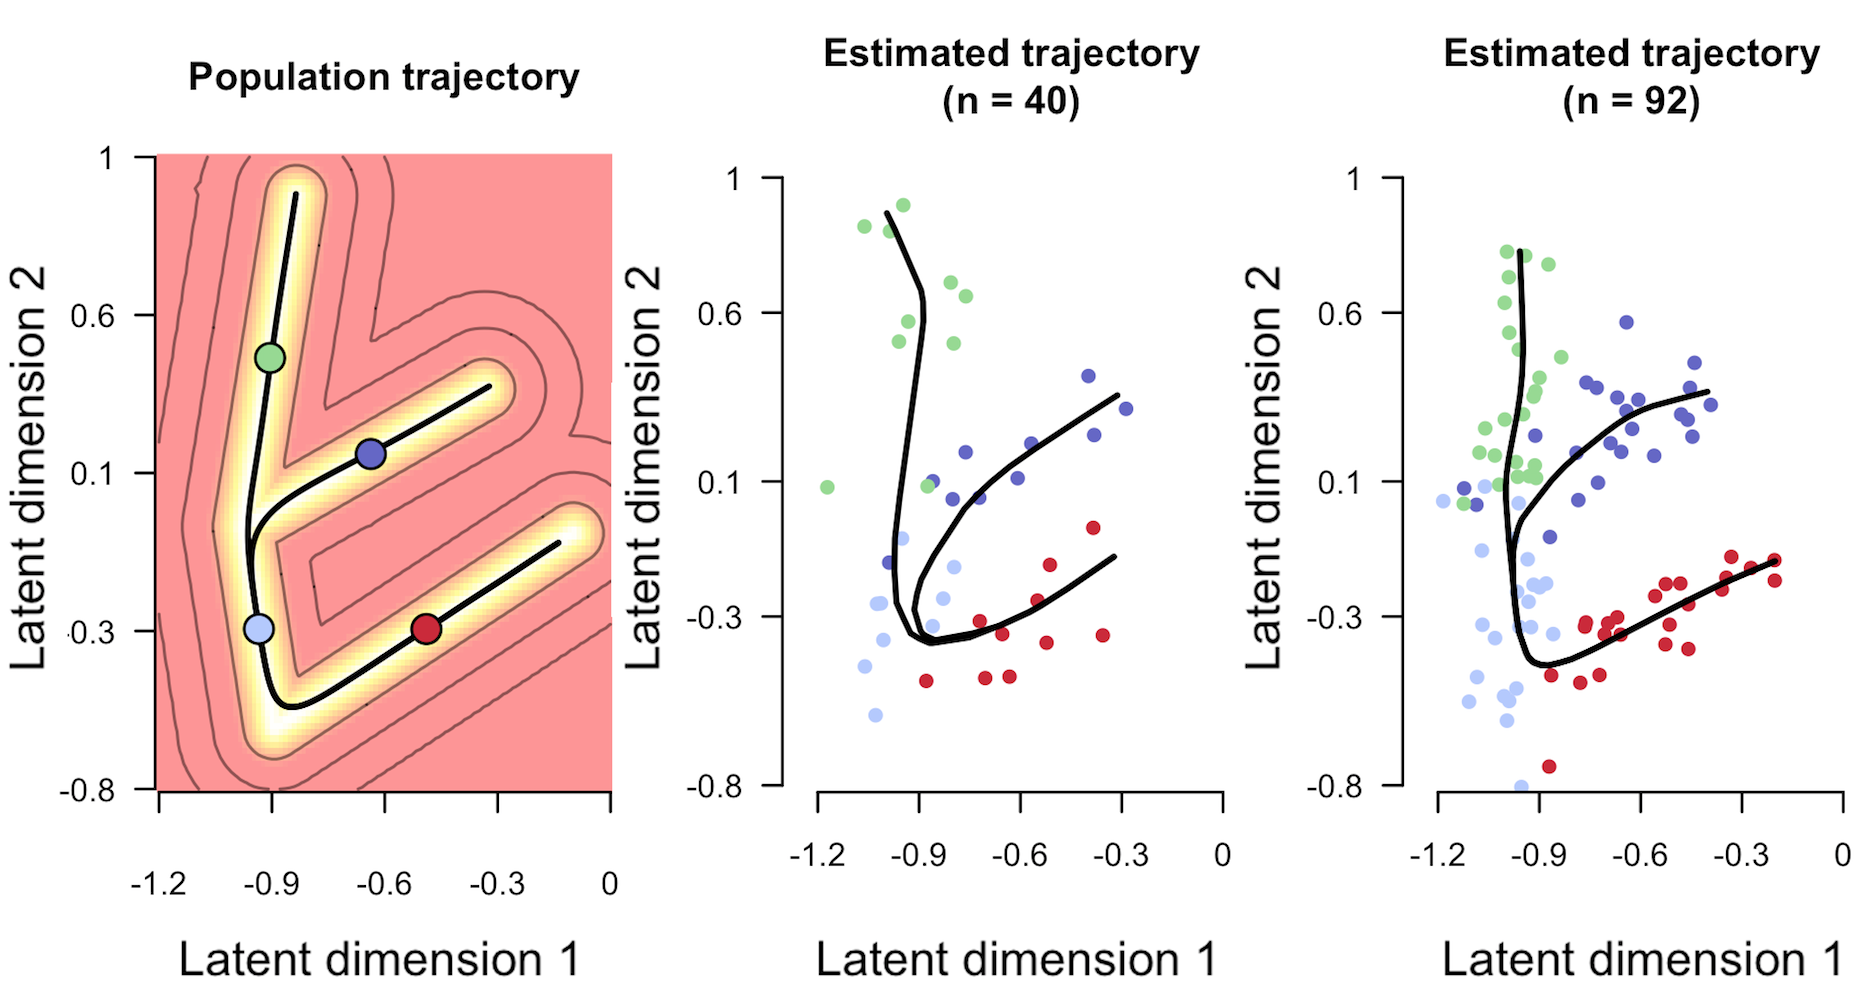 Population trajectory
Estimated trajectory
(n = 40)
Estimated trajectory
(n = 92)
Latent dimension 2
1
0.6
0.1
-0.3
-0.8
-1.2 -0.9 -0.6 -0.3 0
Latent dimension 1
Latent dimension 2
1
0.6
0.1
-0.3
-0.8
-1.2 -0.9 -0.6 -0.3 0
Latent dimension 1
Latent dimension 2
1
0.6
0.1
-0.3
-0.8
-1.2 -0.9 -0.6 -0.3 0
Latent dimension 1